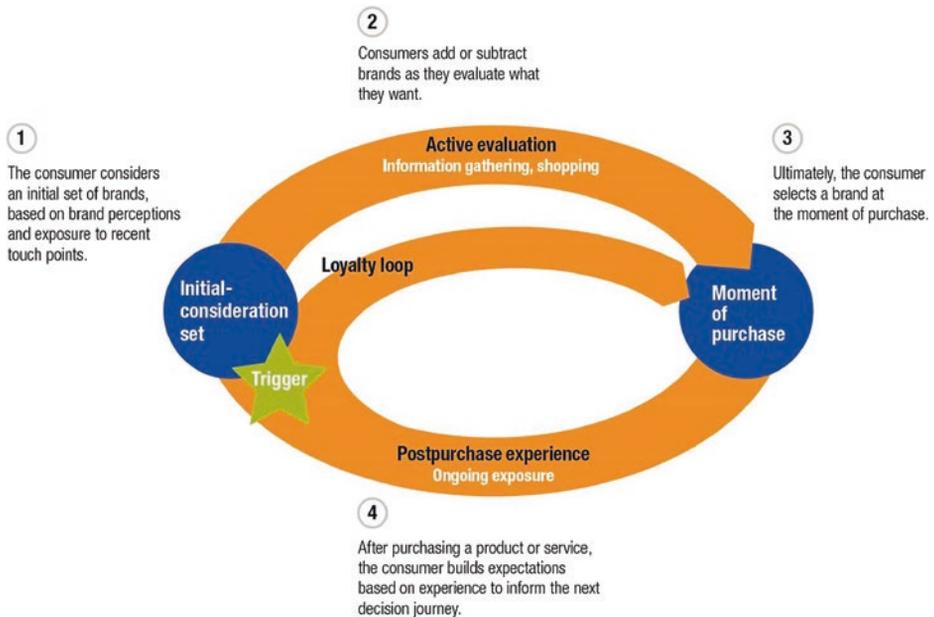 2
Consumers add or subtract
brands as they evaluate what
they want.
1
The consumer considers
an initial set of brands,
based on brand perceptions
and exposure to recent
touch points.
3
Ultimately, the consumer
selects a brand at
the moment of purchase.
Active evaluation
Information gathering, shopping
Loyalty loop
Initial-
consideration
set
Moment
of
purchase
Trigger
Postpurchase experience
Ongoing exposure
4
After purchasing a product or service,
the consumer builds expectations
based on experience to inform the next
decision journey.